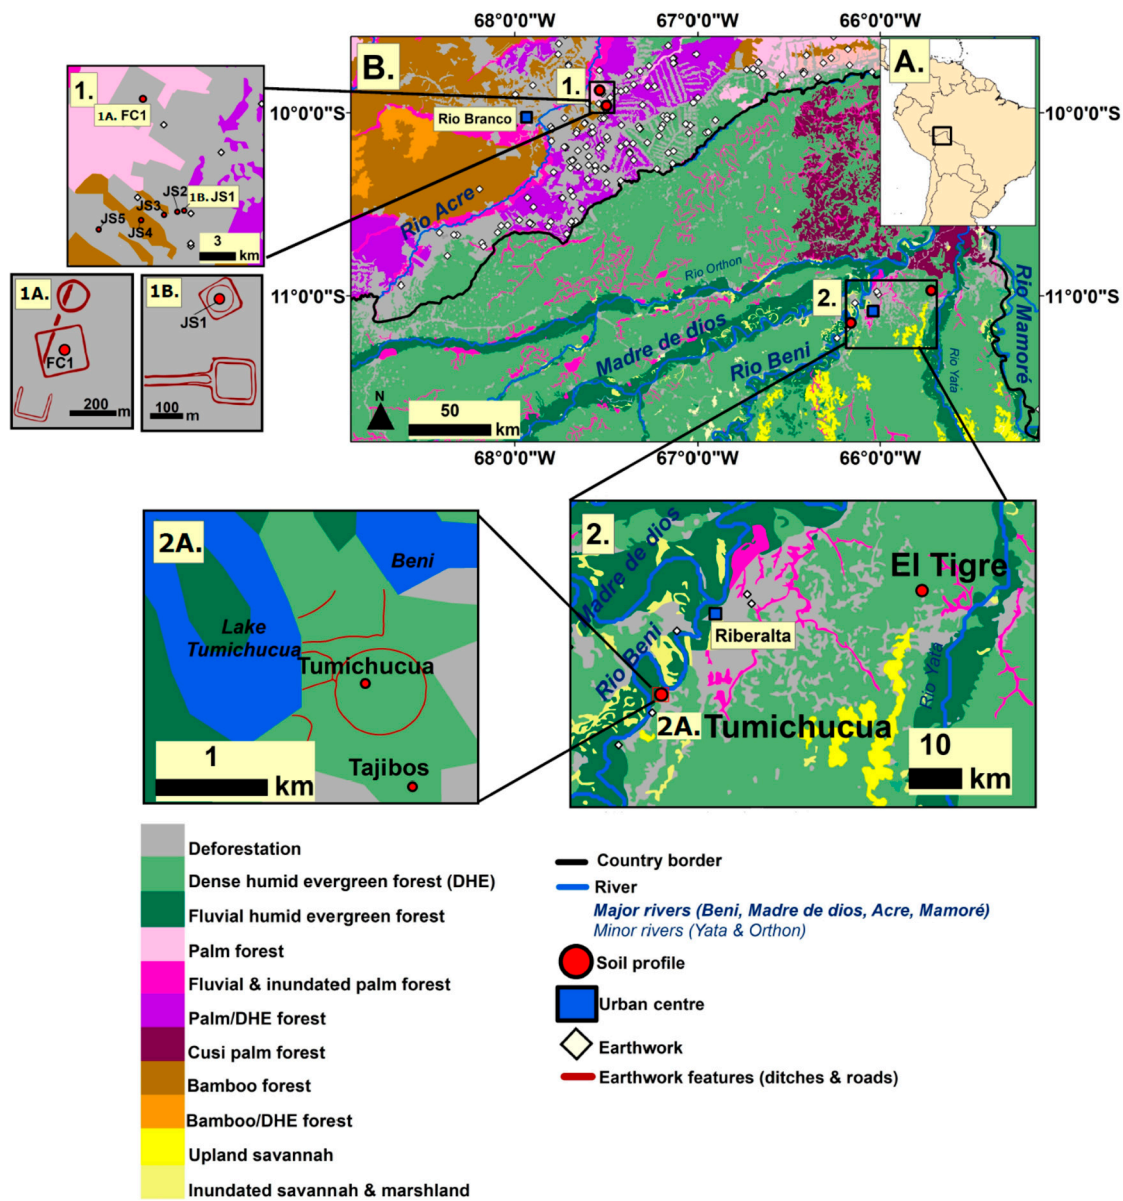 68°0'0"W 67°0'0"W 66°0'0"W
B.
A.
1.
Rio Branco
10°0'0"S
10°0'0"S
Rio Acre
Rio Orthon
11°0'0"S
11°0'0"S
2.
Madre de dios
Rio Beni
Rio Yata
Rio Mamoré
N
50
km
68°0'0"W 67°0'0"W 66°0'0"W
1.
1A. FC1
JS2
1B. JS1
JS3
JS5
JS4
3
km
1A.
FC1
200 m
1B.
JS1
100 m
2A.
Beni
Lake
Tumichucua
Tumichucua
1
km
Tajibos
2.
Madre de dios
El Tigre
Riberalta
Rio Beni
Rio Yata
2A. Tumichucua
10
km
Deforestation
Dense humid evergreen forest (DHE)
Fluvial humid evergreen forest
Palm forest
Fluvial & inundated palm forest
Palm/DHE forest
Cusi palm forest
Bamboo forest
Bamboo/DHE forest
Upland savannah
Inundated savannah & marshland
Country border
River
Major rivers (Beni, Madre de dios, Acre, Mamoré)
Minor rivers (Yata & Orthon)
Soil profile
Urban centre
Earthwork
Earthwork features (ditches & roads)